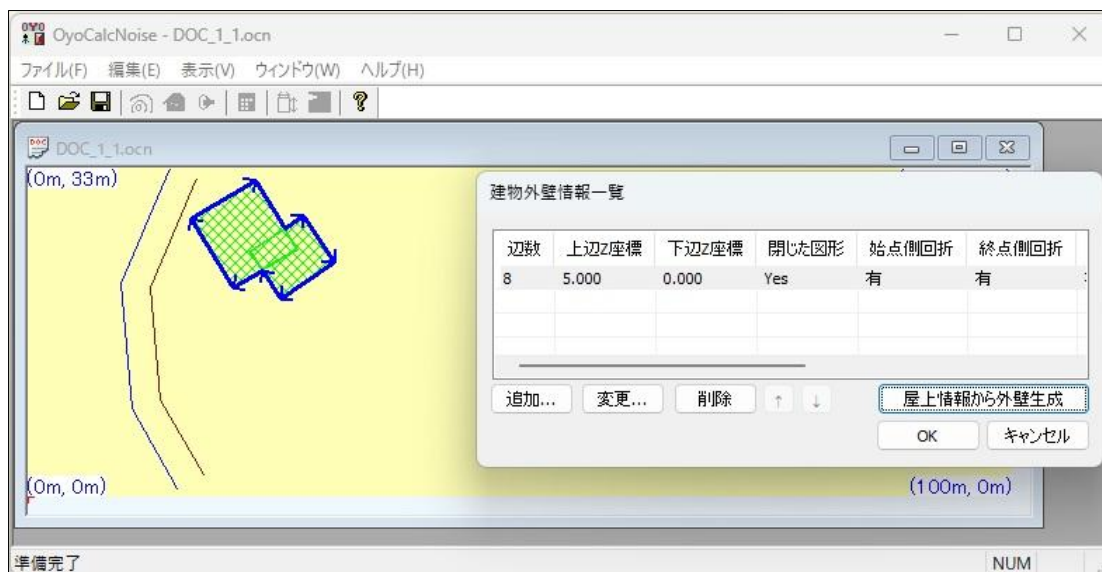 OyoCalcNoise - DOC_1_1.ocn
ファイル(F) 編集(E) 表示(V) ウィンドウ(W) ヘルプ(H)
DOC_1_1.ocn
(0m, 33m)
建物外壁情報一覧
辺数 上辺Z座標 下辺Z座標 閉じた図形 始点側回折 終点側回折
8 5.000 0.000 Yes 有 有
追加... 変更... 削除 ↑ ↓ 屋上情報から外壁生成
OK キャンセル
(0m, 0m) (100m, 0m)
準備完了 NUM